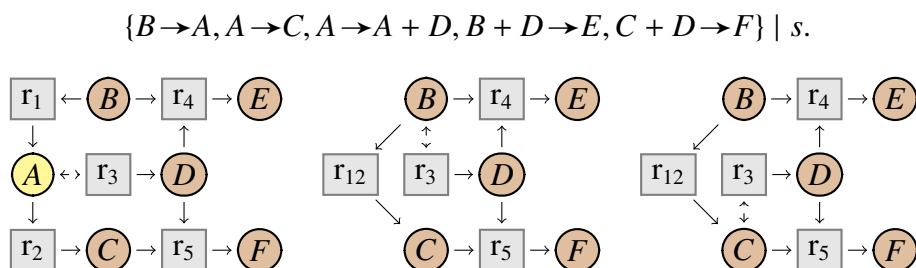 {B→A, A→C, A→A + D, B + D→E, C + D→F} | s.
r1 B r4 E B r4 E B r4 E
A r3 D r12 r3 D r12 r3 D
r2 C r5 F C r5 F C r5 F